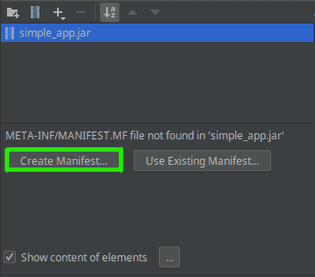 simple_app.jar
META-INF/MANIFEST.MF file not found in 'simple_app.jar'
Create Manifest... Use Existing Manifest...
Show content of elements ...